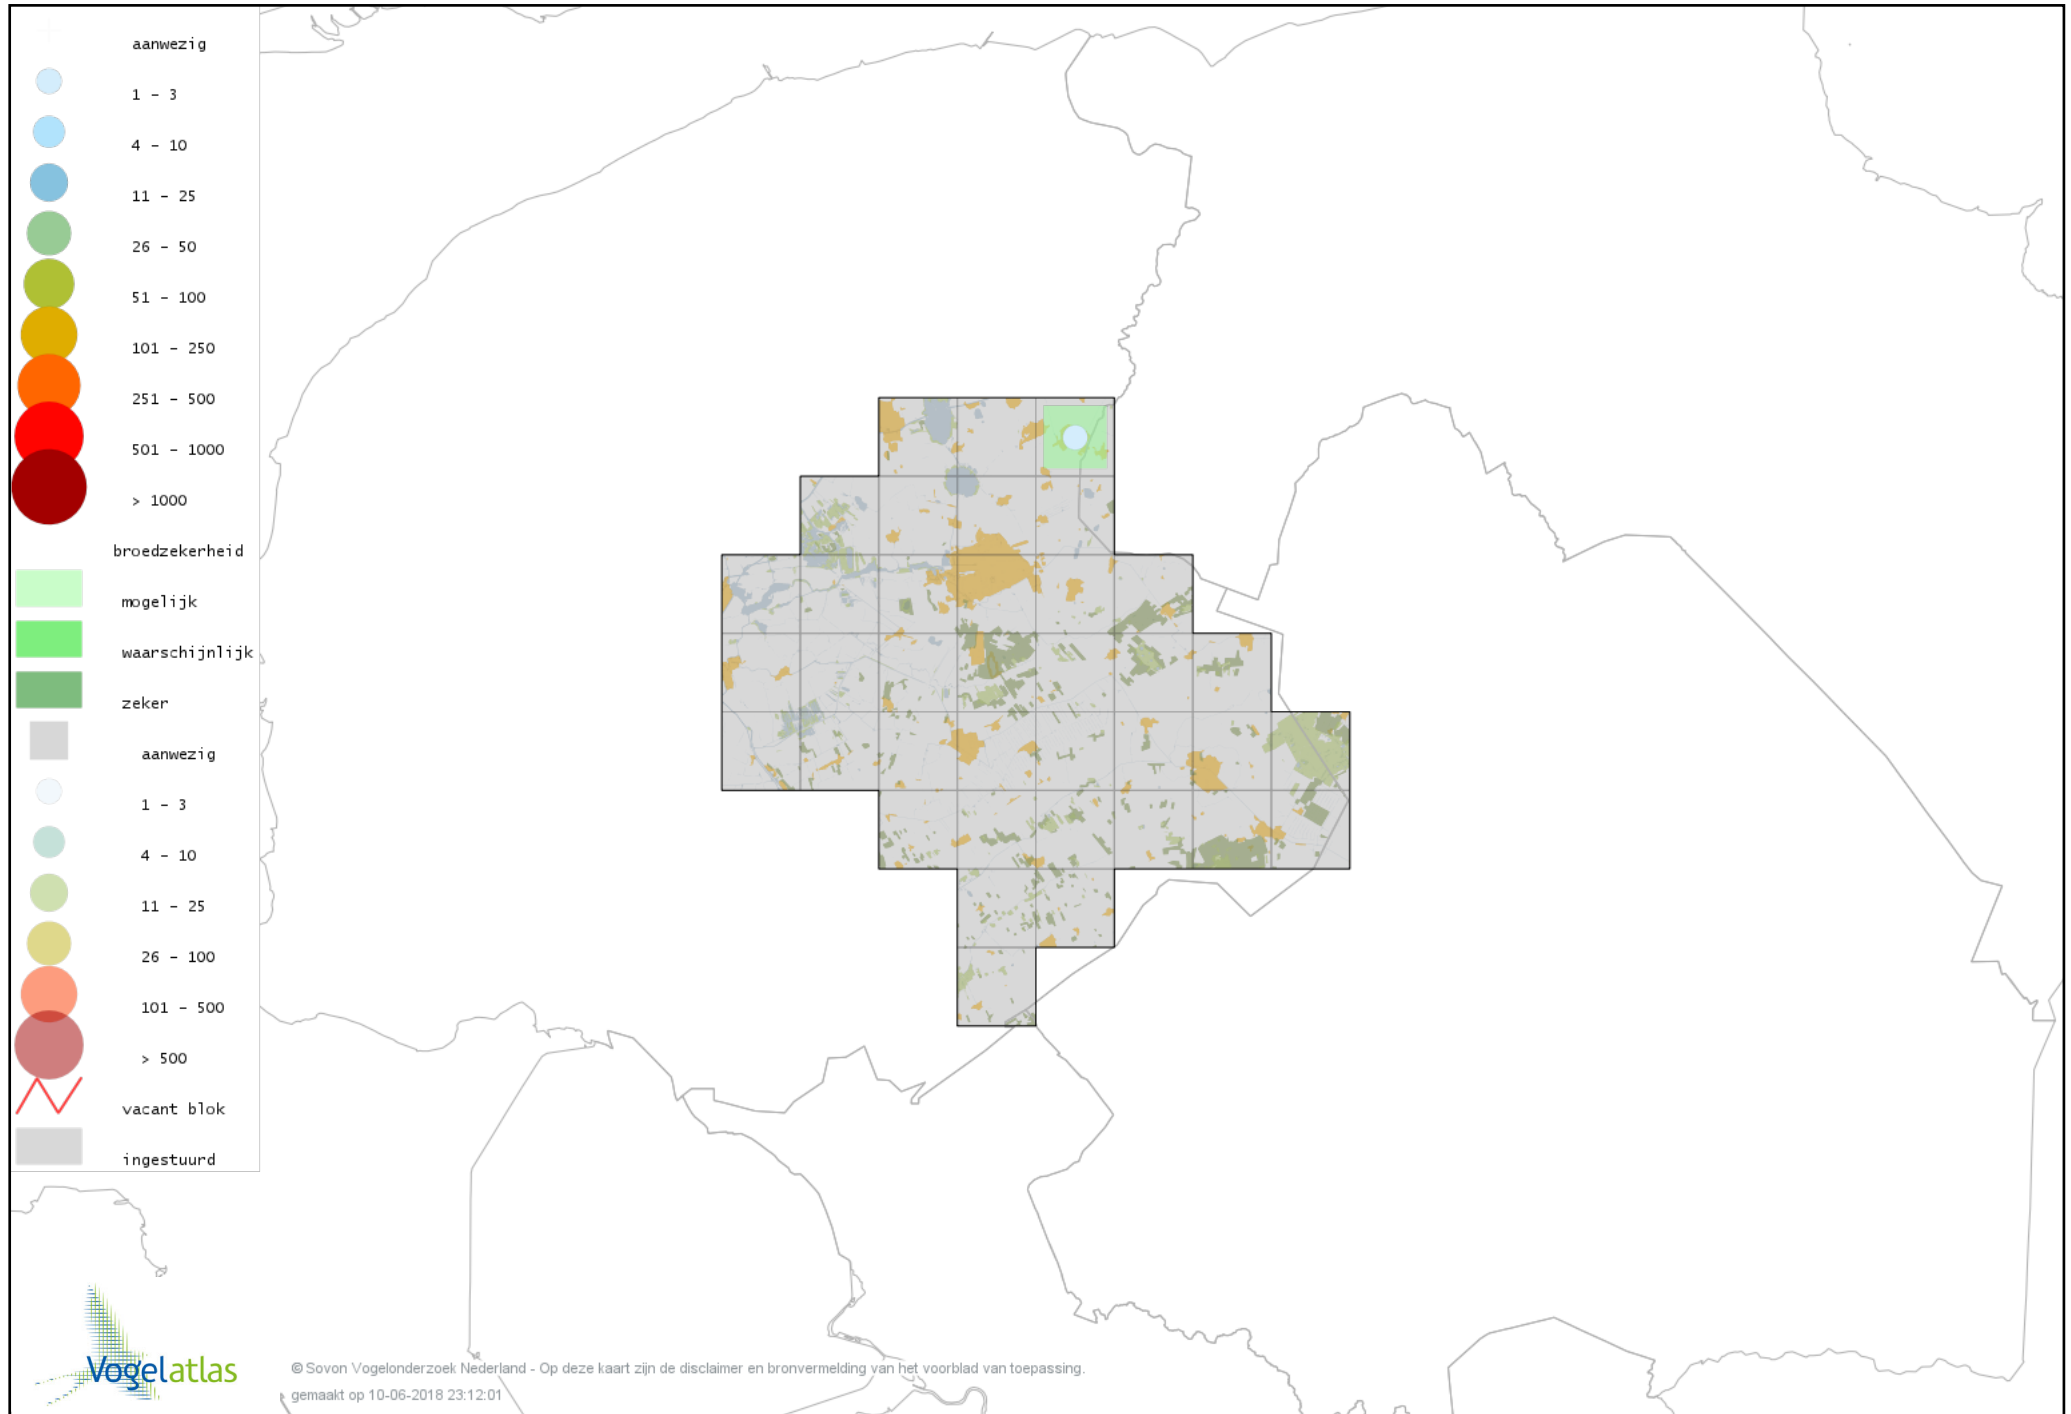 aanwezig
1 - 3
4 - 10
11 - 25
26 - 50
51 - 100
101 - 250
251 - 500
501 - 1000
> 1000
broedzekerheid
mogelijk
waarschijnlijk
zeker
aanwezig
1 - 3
4 - 10
11 - 25
26 - 100
101 - 500
> 500
vacant blok
ingestuurd
Vogelatlas
© Sovon Vogelonderzoek Nederland - Op deze kaart zijn de disclaimer en bronvermelding van het voorblad van toepassing.
gemaakt op 10-06-2018 23:12:01